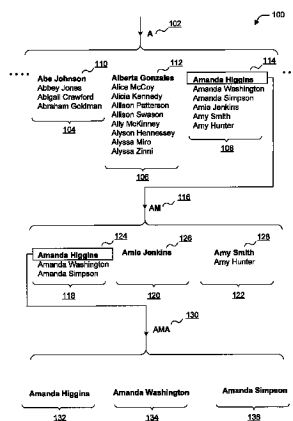 100
A 102
110
112
114
Abe Johnson
Abbey Jones
Abigail Crawford
Abraham Goldman
104
Alberta Gonzales
Alice McCoy
Alicia Kennedy
Allison Patterson
Allison Swason
Ally McKinney
Alyson Hennessey
Alyssa Miro
Alyssa Zinni
106
Amanda Higgins
Amanda Washington
Amanda Simpson
Amie Jenkins
Amy Smith
Amy Hunter
108
AM 116
124
126
128
Amanda Higgins
Amanda Washington
Amanda Simpson
118
Amie Jenkins
120
Amy Smith
Amy Hunter
122
AMA 130
Amanda Higgins
132
Amanda Washington
134
Amanda Simpson
136